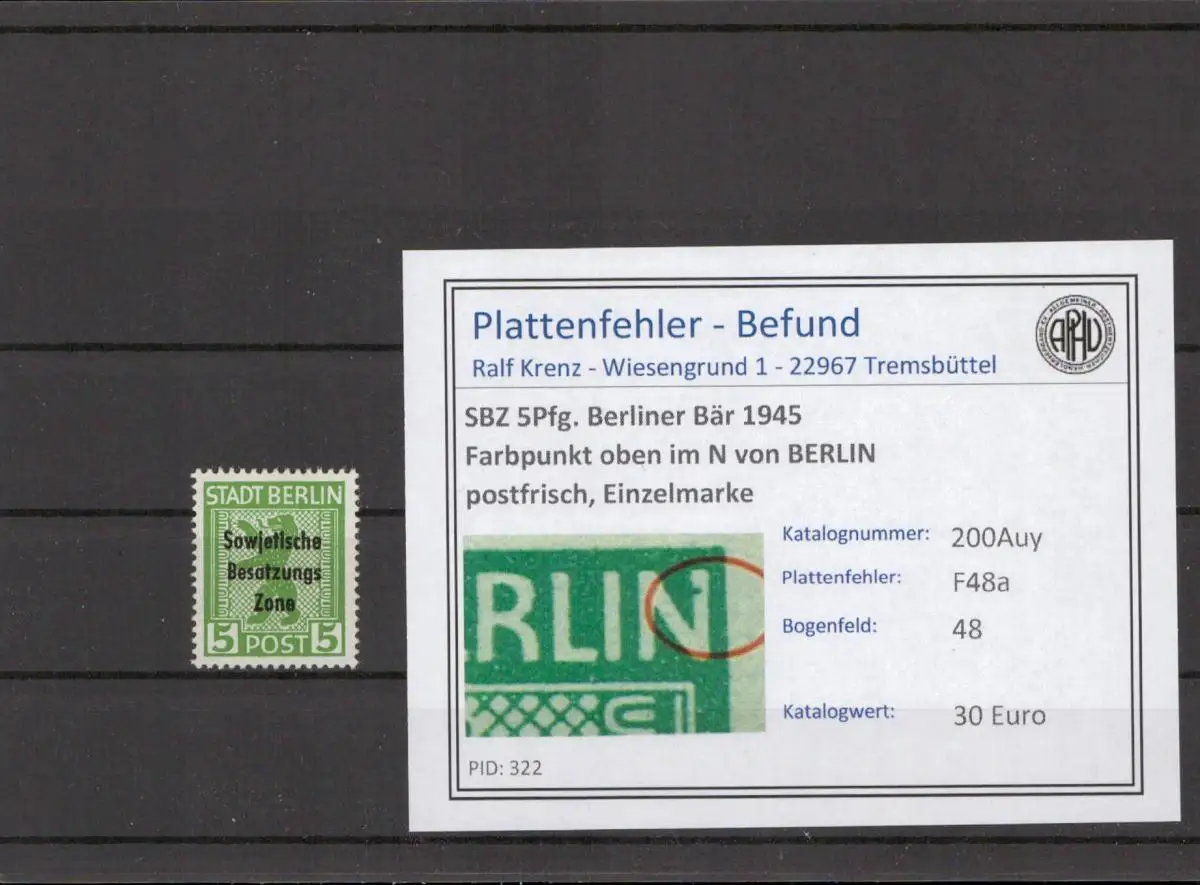 STADT BERLIN
Sowjetische
Besatzungs
Zone
5 POST 5
Plattenfehler - Befund
Ralf Krenz - Wiesengrund 1 - 22967 Tremsbüttel
APHV
SBZ 5Pfg. Berliner Bär 1945
Farbpunkt oben im N von BERLIN
postfrisch, Einzelmarke
ERLIN
Katalognummer: 200Auy
Plattenfehler: F48a
Bogenfeld: 48
Katalogwert: 30 Euro
PID: 322